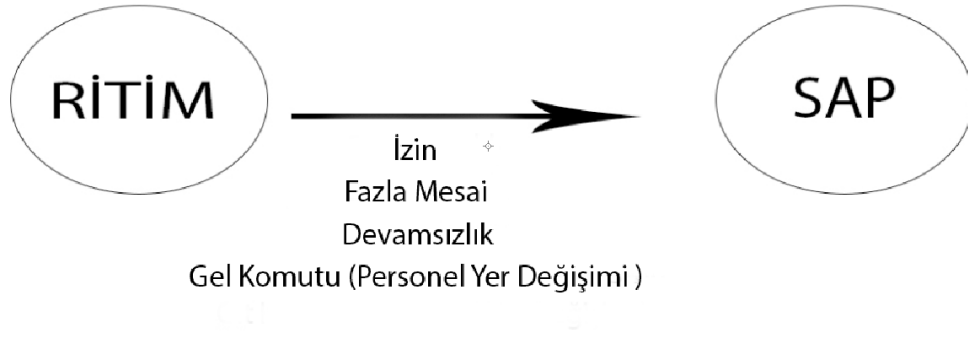 RİTİM
SAP
İzin
Fazla Mesai
Devamsızlık
Gel Komutu (Personel Yer Değişimi )